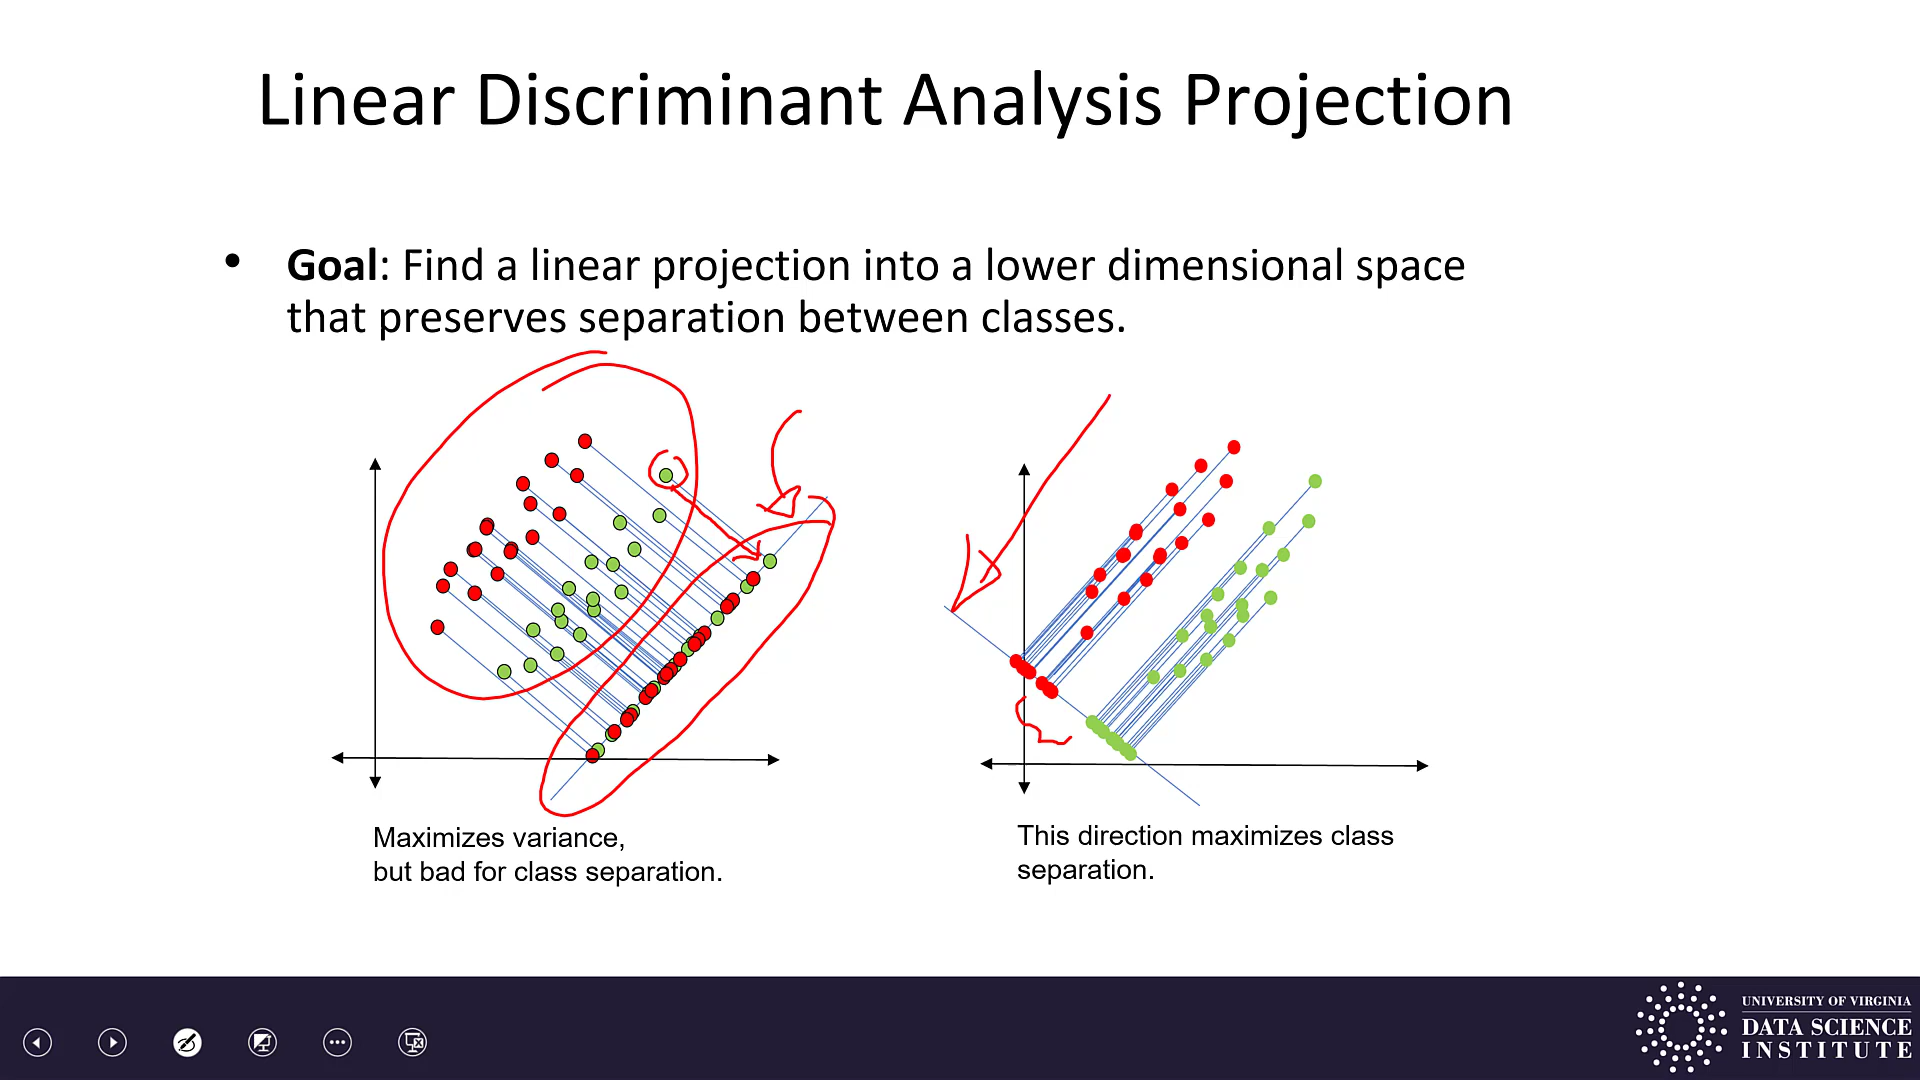 Linear Discriminant Analysis Projection
• Goal: Find a linear projection into a lower dimensional space
that preserves separation between classes.
Maximizes variance,
but bad for class separation.
This direction maximizes class
separation.
UNIVERSITY OF VIRGINIA
DATA SCIENCE
INSTITUTE